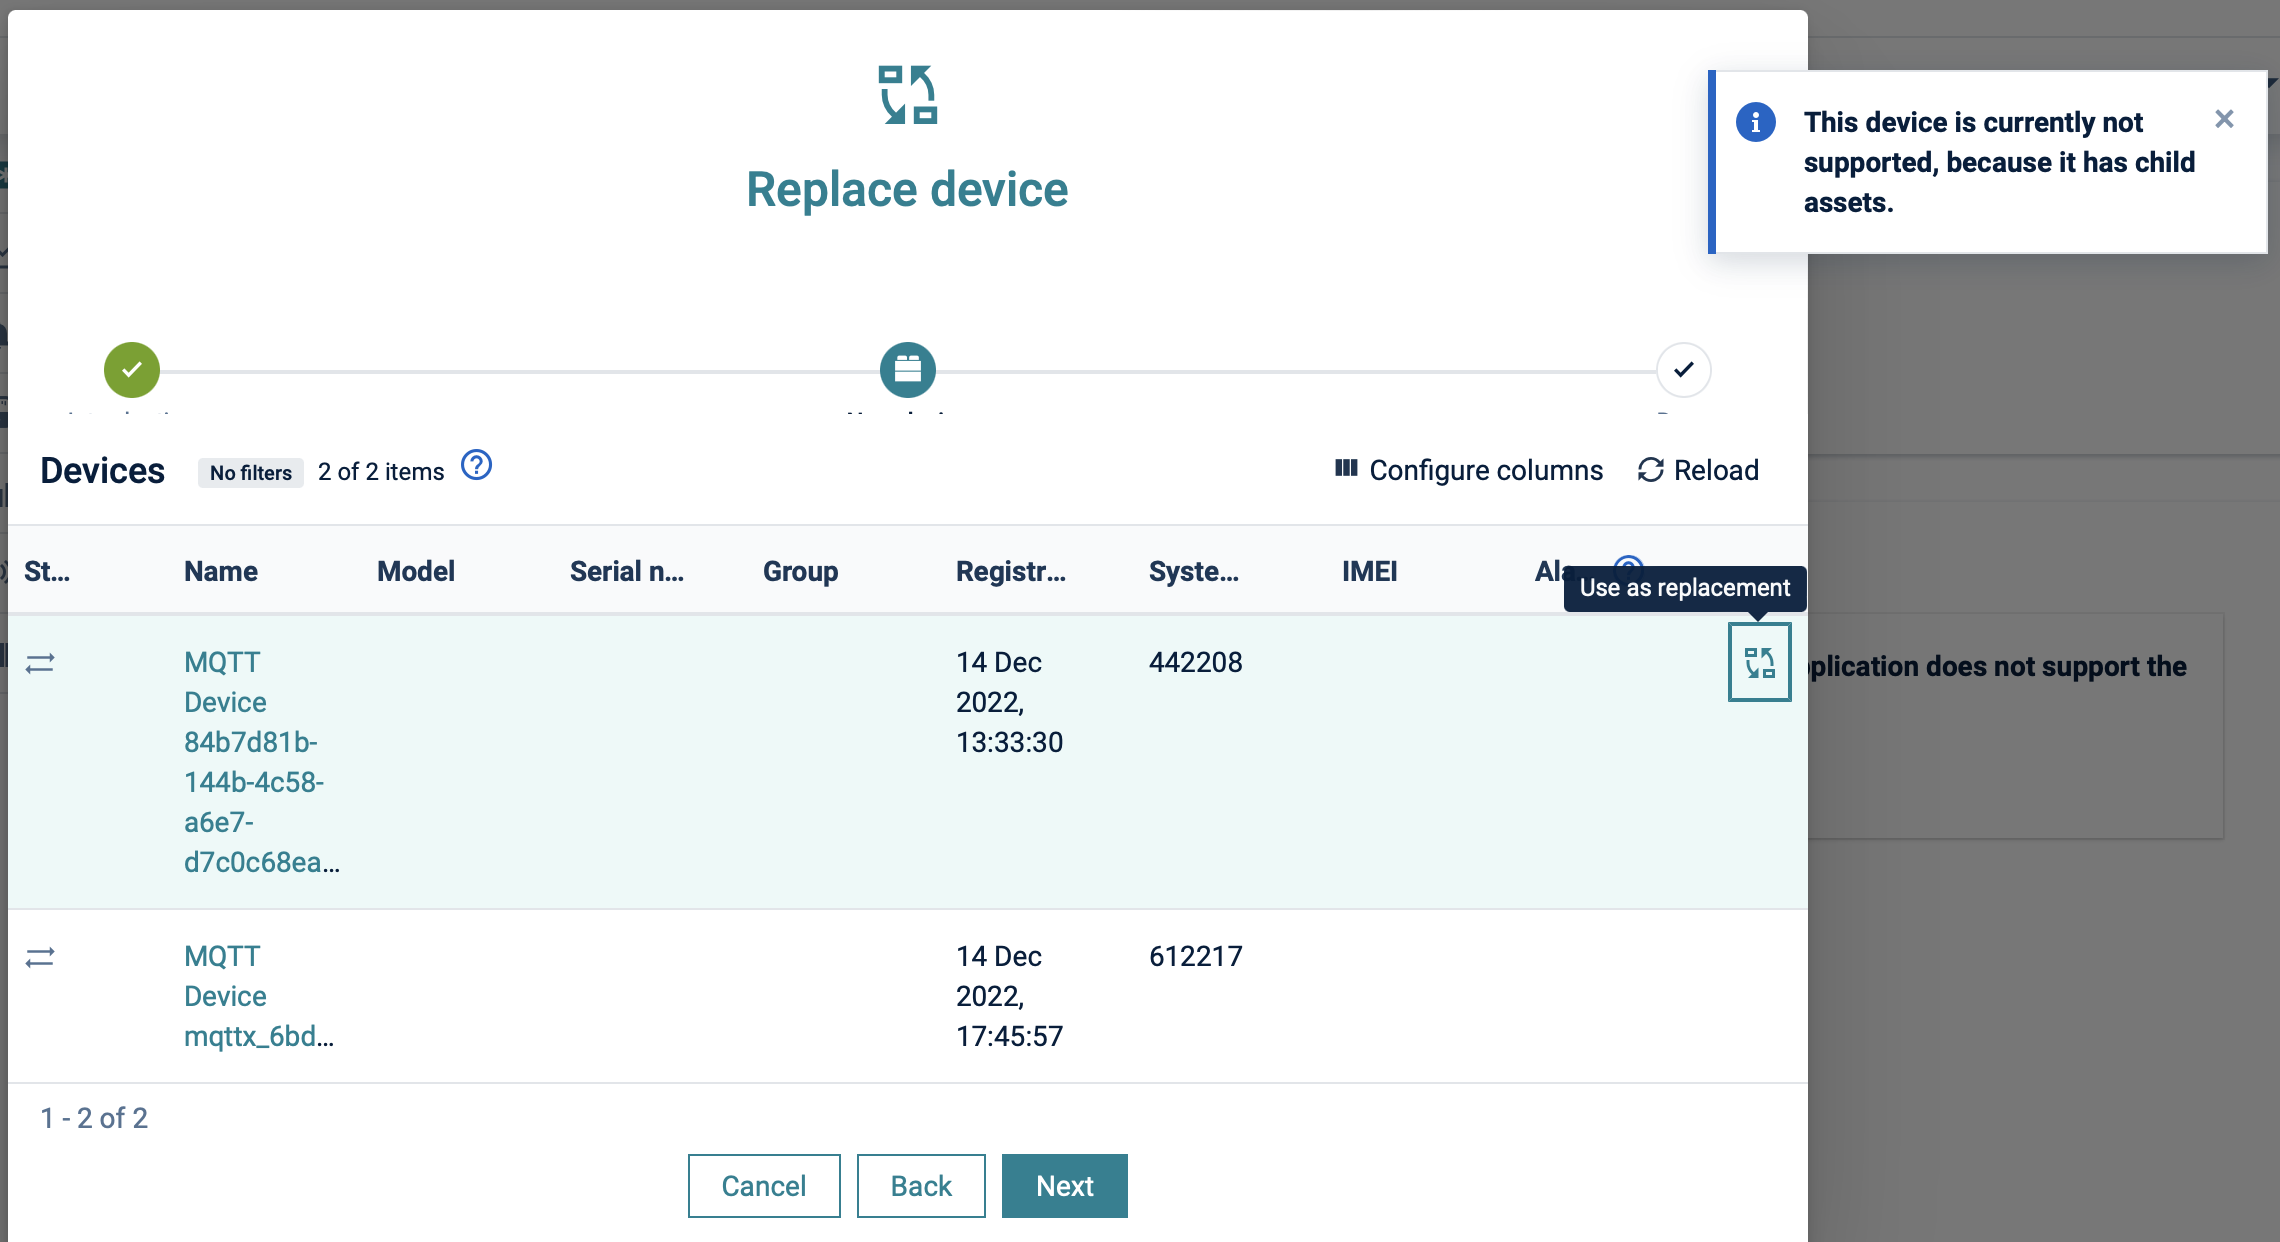 Replace device
This device is currently not
supported, because it has child
assets.
Devices No filters 2 of 2 items
Configure columns Reload
St... Name Model Serial n... Group Registr... Syste... IMEI
Use as replacement
MQTT
Device
84b7d81b-
144b-4c58-
a6e7-
d7c0c68ea...
14 Dec
2022,
13:33:30
442208
does not support the
MQTT
Device
mqttx_6bd...
14 Dec
2022,
17:45:57
612217
1 - 2 of 2
Cancel Back Next